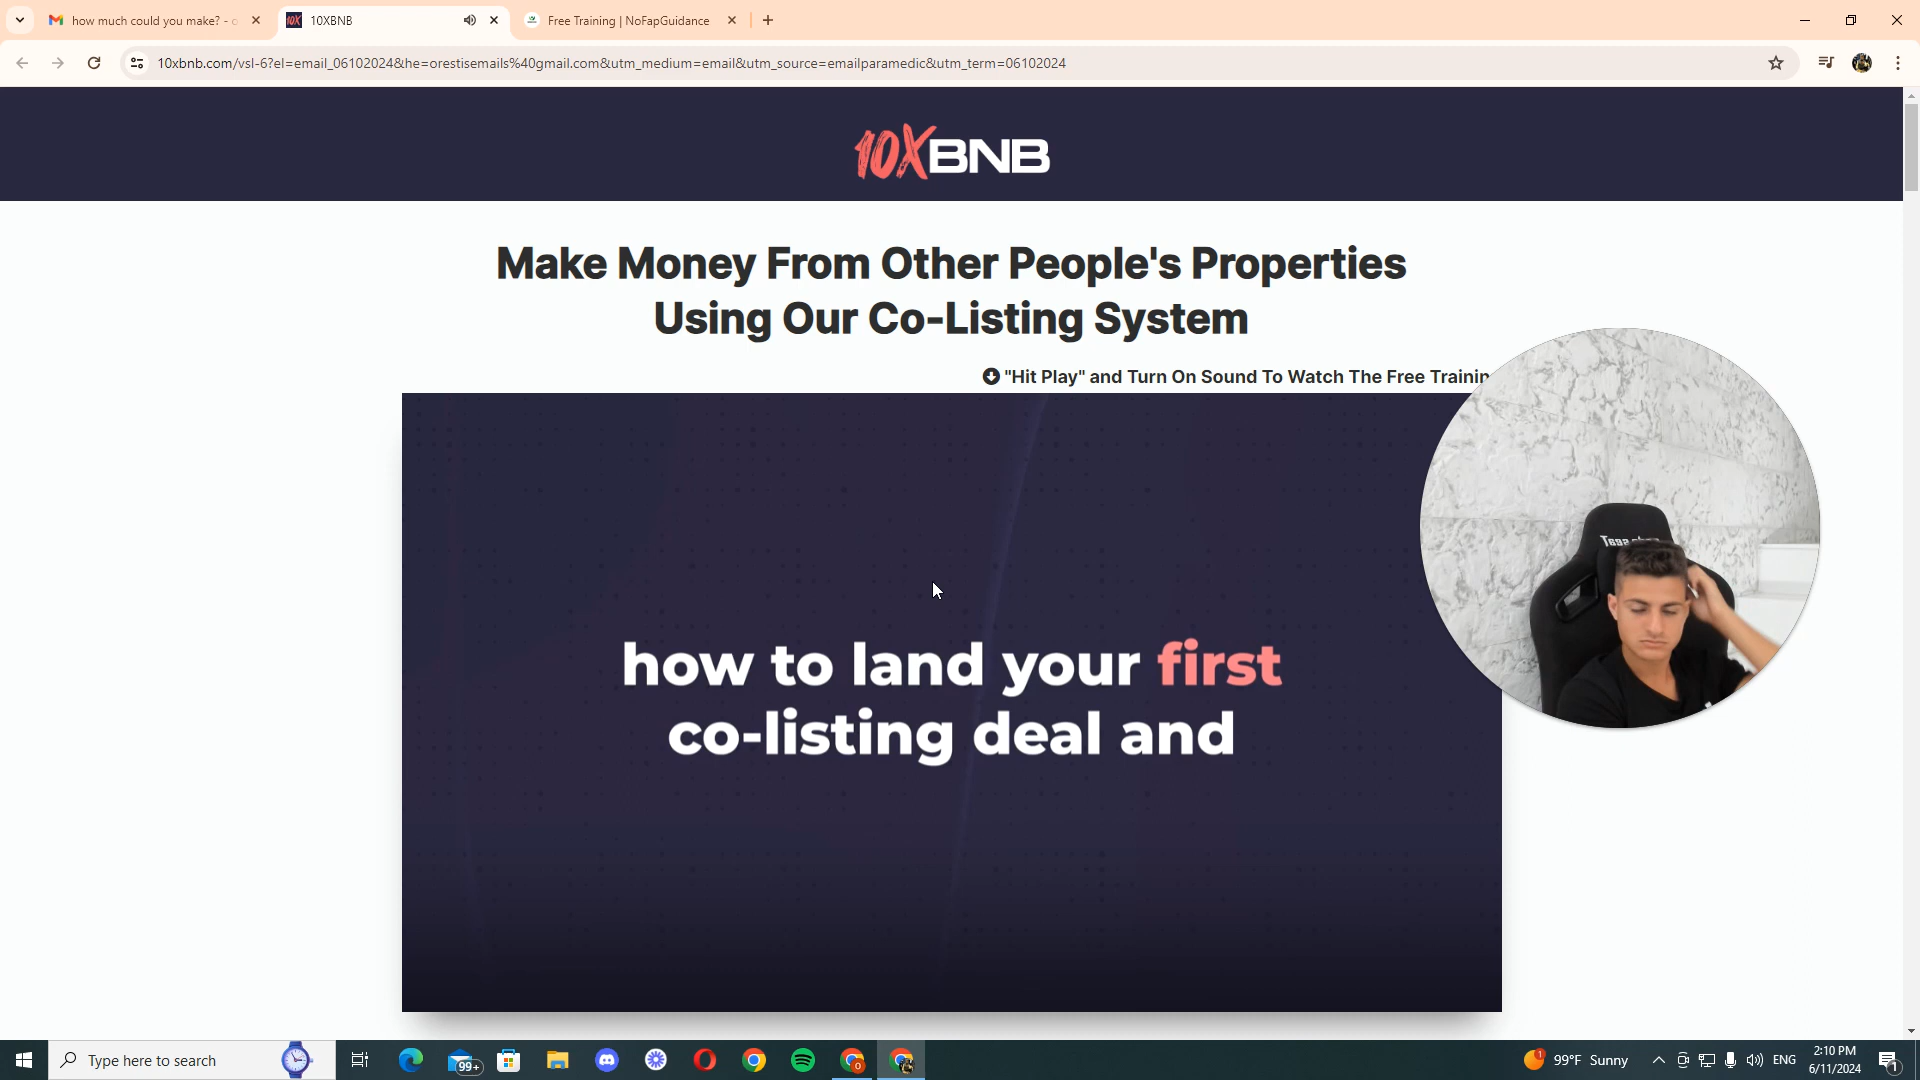 how much could you make? - o
10XBNB
Free Training | NoFapGuidance
10xbnb.com/vsl-6?el=email_06102024&he=orestisemails%40gmail.com&utm_medium=email&utm_source=emailparamedic&utm_term=06102024
10XBNB
Make Money From Other People's Properties
Using Our Co-Listing System
"Hit Play" and Turn On Sound To Watch The Free Trainin
how to land your first
co-listing deal and
Type here to search
99+
99°F Sunny
ENG
2:10 PM
6/11/2024
1